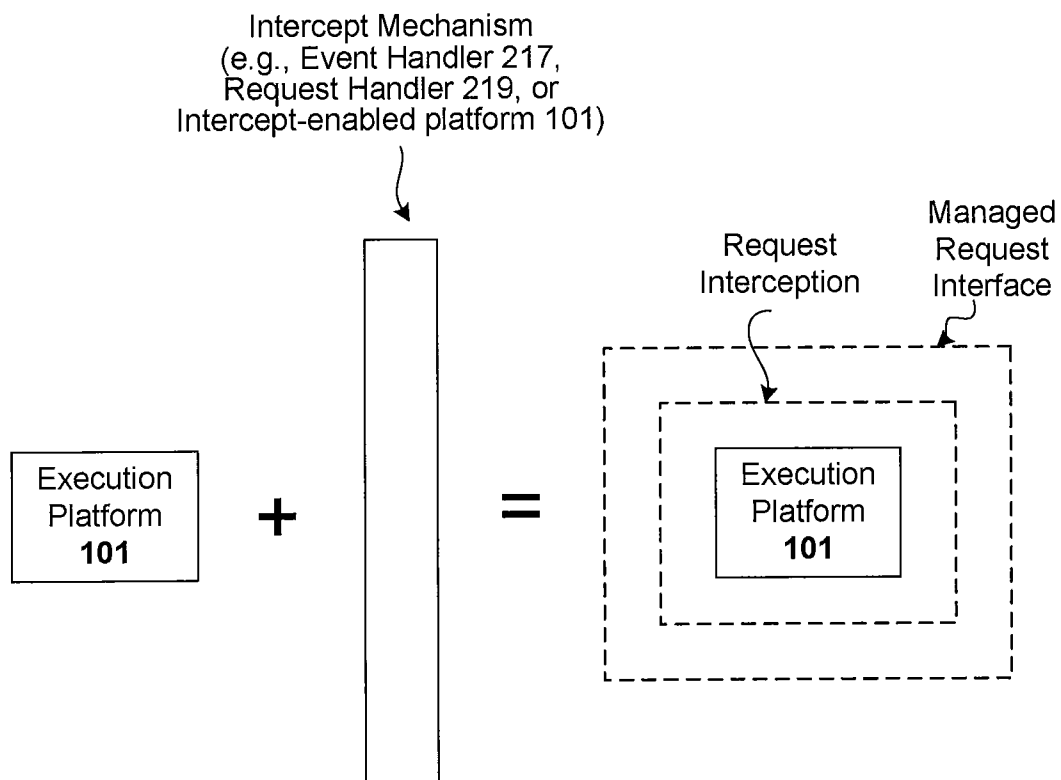 Intercept Mechanism
(e.g., Event Handler 217,
Request Handler 219, or
Intercept-enabled platform 101)
Managed
Request
Interface
Request
Interception
Execution
Platform
101
+
=
Execution
Platform
101